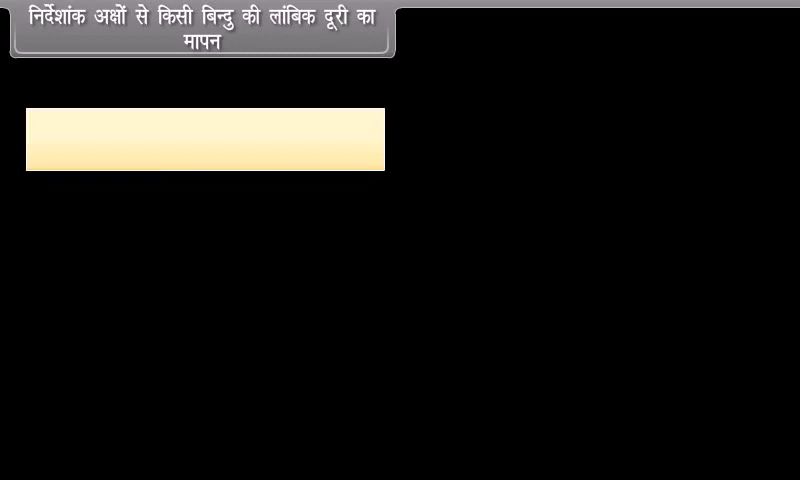 निर्देशांक अक्षों से किसी बिन्दु की लांबिक दूरी का
मापन